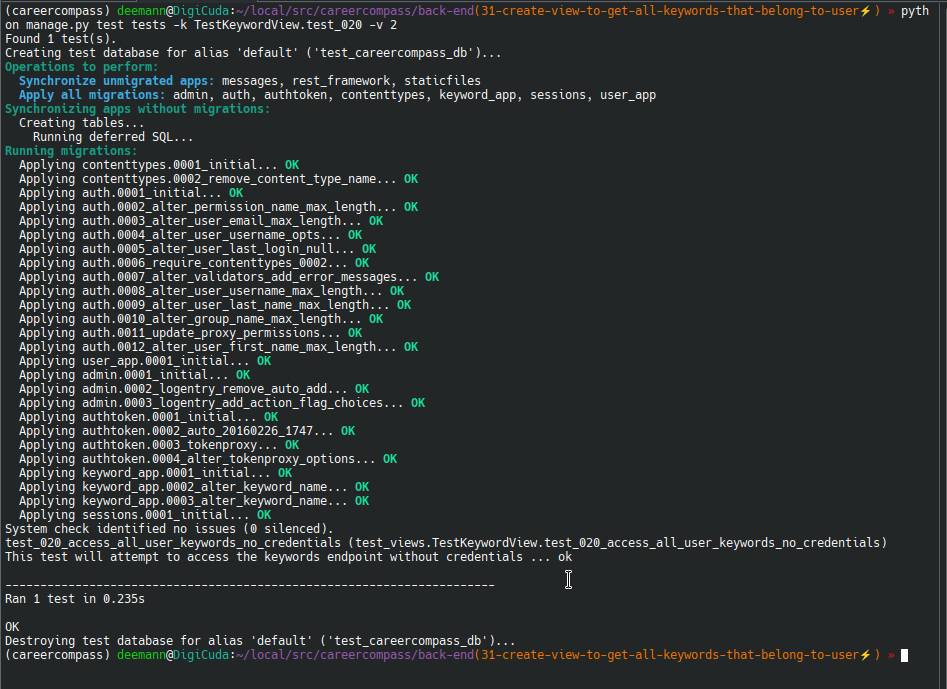 (careercompass) deemann@DigiCuda:~/local/src/careercompass/back-end(31-create-view-to-get-all-keywords-that-belong-to-user⚡) » pyth
on manage.py test tests -k TestKeywordView.test_020 -v 2
Found 1 test(s).
Creating test database for alias 'default' ('test_careercompass_db')...
Operations to perform:
  Synchronize unmigrated apps: messages, rest_framework, staticfiles
  Apply all migrations: admin, auth, authtoken, contenttypes, keyword_app, sessions, user_app
Synchronizing apps without migrations:
  Creating tables...
    Running deferred SQL...
Running migrations:
  Applying contenttypes.0001_initial... OK
  Applying contenttypes.0002_remove_content_type_name... OK
  Applying auth.0001_initial... OK
  Applying auth.0002_alter_permission_name_max_length... OK
  Applying auth.0003_alter_user_email_max_length... OK
  Applying auth.0004_alter_user_username_opts... OK
  Applying auth.0005_alter_user_last_login_null... OK
  Applying auth.0006_require_contenttypes_0002... OK
  Applying auth.0007_alter_validators_add_error_messages... OK
  Applying auth.0008_alter_user_username_max_length... OK
  Applying auth.0009_alter_user_last_name_max_length... OK
  Applying auth.0010_alter_group_name_max_length... OK
  Applying auth.0011_update_proxy_permissions... OK
  Applying auth.0012_alter_user_first_name_max_length... OK
  Applying user_app.0001_initial... OK
  Applying admin.0001_initial... OK
  Applying admin.0002_logentry_remove_auto_add... OK
  Applying admin.0003_logentry_add_action_flag_choices... OK
  Applying authtoken.0001_initial... OK
  Applying authtoken.0002_auto_20160226_1747... OK
  Applying authtoken.0003_tokenproxy... OK
  Applying authtoken.0004_alter_tokenproxy_options... OK
  Applying keyword_app.0001_initial... OK
  Applying keyword_app.0002_alter_keyword_name... OK
  Applying keyword_app.0003_alter_keyword_name... OK
  Applying sessions.0001_initial... OK
System check identified no issues (0 silenced).
test_020_access_all_user_keywords_no_credentials (test_views.TestKeywordView.test_020_access_all_user_keywords_no_credentials)
This test will attempt to access the keywords endpoint without credentials ... ok
----------------------------------------------------------------------
Ran 1 test in 0.235s
OK
Destroying test database for alias 'default' ('test_careercompass_db')...
(careercompass) deemann@DigiCuda:~/local/src/careercompass/back-end(31-create-view-to-get-all-keywords-that-belong-to-user⚡) »